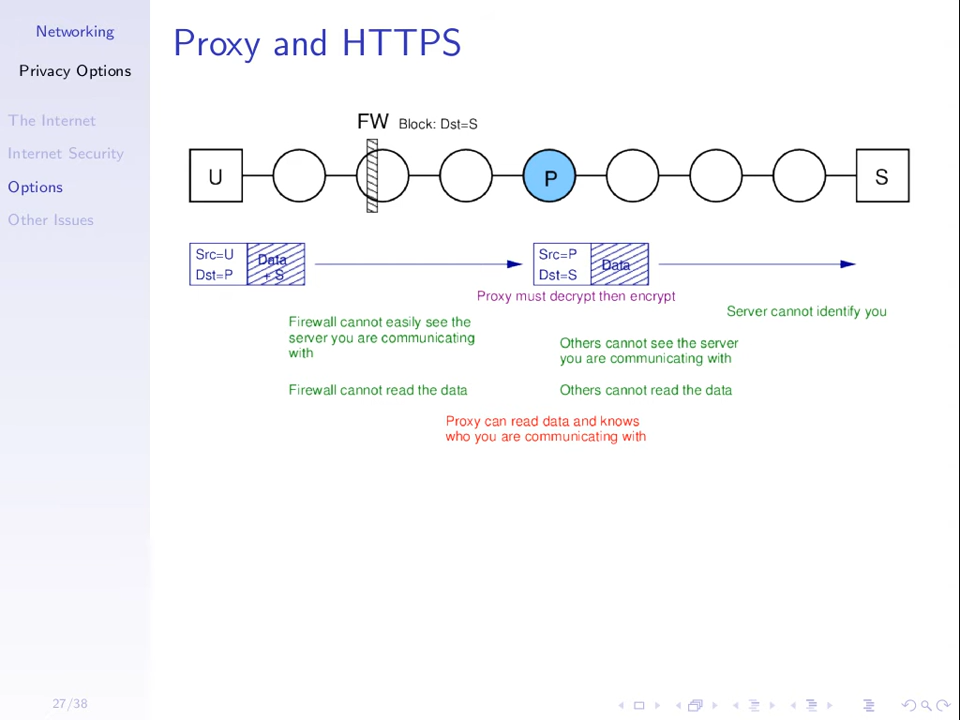 Networking
Privacy Options
The Internet
Internet Security
Options
Other Issues
27/38
Proxy and HTTPS
FW Block: Dst=S
U
P
S
Src=U
Dst=P
Data
+ S
Src=P
Dst=S
Data
Proxy must decrypt then encrypt
Server cannot identify you
Firewall cannot easily see the
server you are communicating
with
Others cannot see the server
you are communicating with
Firewall cannot read the data
Others cannot read the data
Proxy can read data and knows
who you are communicating with